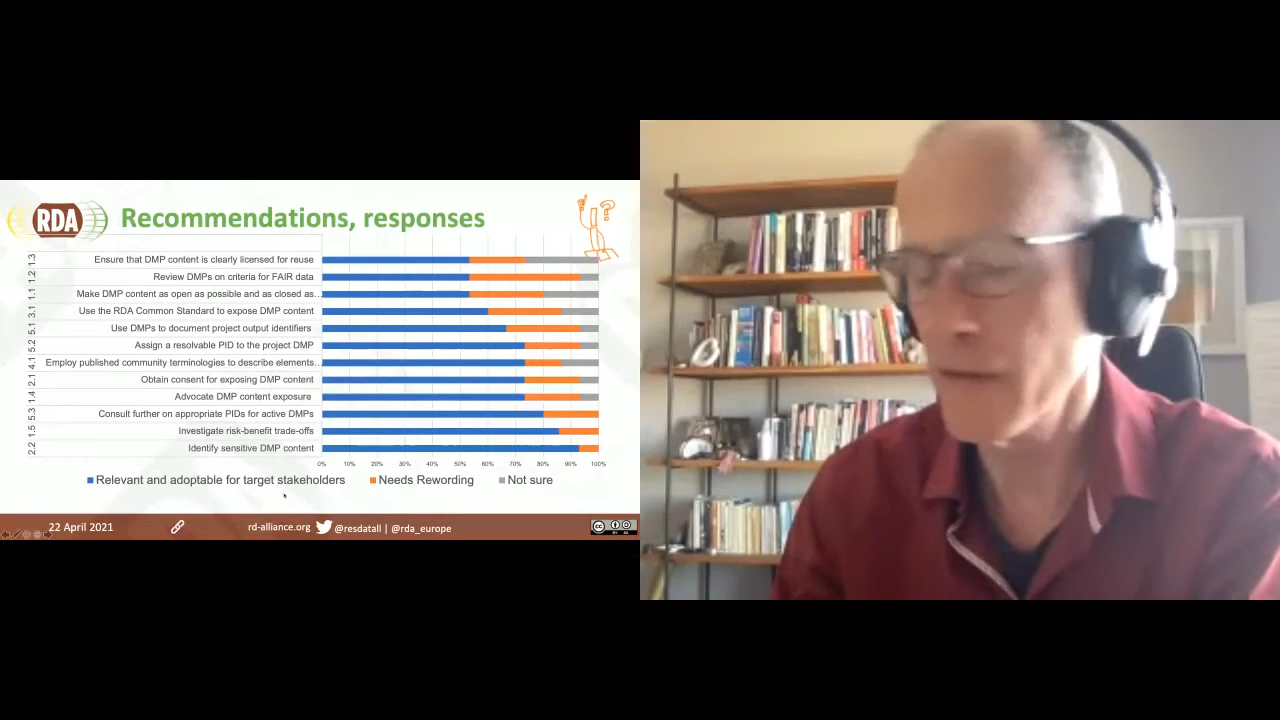 RDA
Recommendations, responses
1.3 Ensure that DMP content is clearly licensed for reuse
1.2 Review DMPs on criteria for FAIR data
1.1 Make DMP content as open as possible and as closed as...
3.1 Use the RDA Common Standard to expose DMP content
5.1 Use DMPs to document project output identifiers
5.2 Assign a resolvable PID to the project DMP
4.1 Employ published community terminologies to describe elements...
2.1 Obtain consent for exposing DMP content
1.4 Advocate DMP content exposure
5.3 Consult further on appropriate PIDs for active DMPs
1.5 Investigate risk-benefit trade-offs
2.2 Identify sensitive DMP content
0% 10% 20% 30% 40% 50% 60% 70% 80% 90% 100%
Relevant and adoptable for target stakeholders Needs Rewording Not sure
22 April 2021 rd-alliance.org @resdatall | @rda_europe
CC BY SA